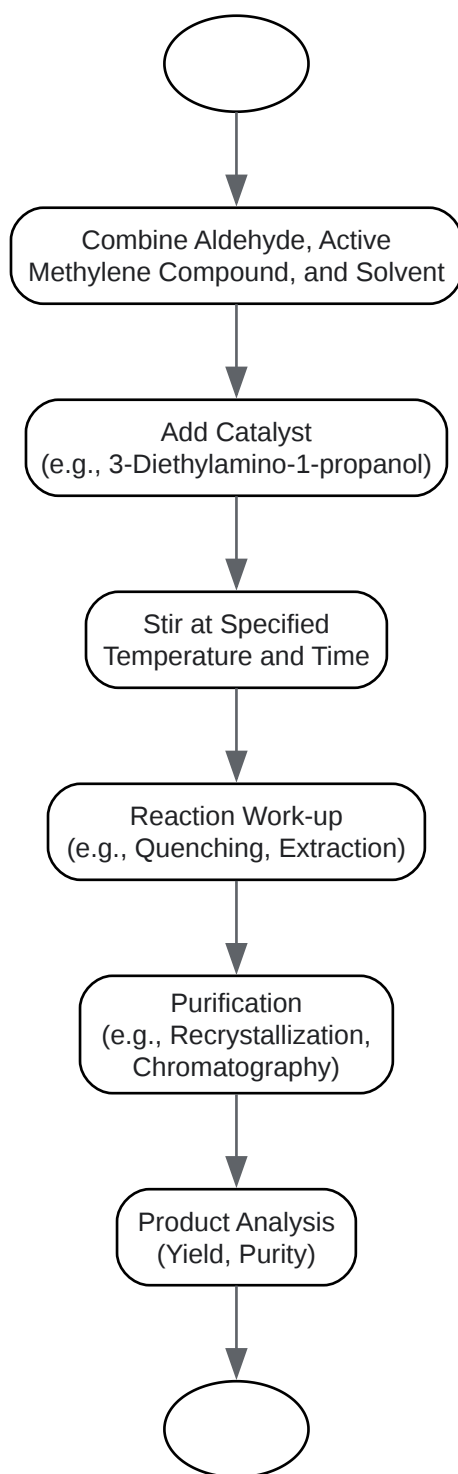 Combine Aldehyde, Active
Methylene Compound, and Solvent
Add Catalyst
(e.g., 3-Diethylamino-1-propanol)
Stir at Specified
Temperature and Time
Reaction Work-up
(e.g., Quenching, Extraction)
Purification
(e.g., Recrystallization,
Chromatography)
Product Analysis
(Yield, Purity)